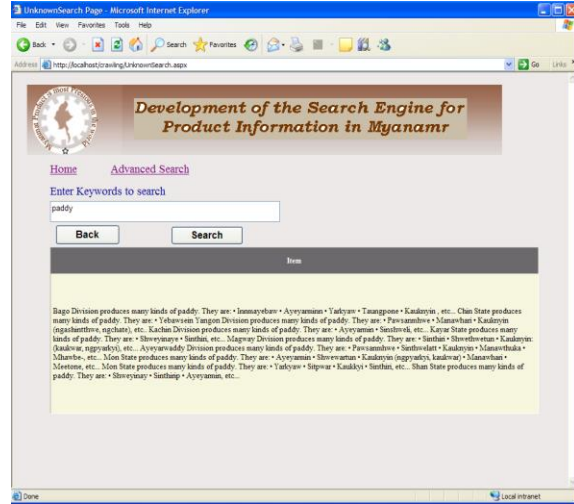 UnknownSearch Page - Microsoft Internet Explorer
File Edit View Favorites Tools Help
Back Search Favorites
Address http://localhost/crawling/UnknownSearch.aspx Go Links
Development of the Search Engine for
Product Information in Myanamr
Home Advanced Search
Enter Keywords to search
paddy
Back Search
Item
Bago Division produces many kinds of paddy. They are: • Innmayebaw • Ayeyarminn • Yarkyaw • Taungpone • Kauknyin , etc... Chin State produces
many kinds of paddy. They are: • Yebawsein Yangon Division produces many kinds of paddy. They are: • Pawsanmhwe • Manawhari • Kauknyin
(ngashintthwe, ngchate), etc... Kachin Division produces many kinds of paddy. They are: • Ayeyarmin • Sinshweli, etc... Kayar State produces many
kinds of paddy. They are: • Shweyinaye • Sinthiri, etc... Magway Division produces many kinds of paddy. They are: • Sinthiri • Shwethwetun • Kauknyin:
(kaukwar, ngpyarkyi), etc... Ayeyarwaddy Division produces many kinds of paddy. They are: • Pawsanmhwe • Sinthwelatt • Kauknyin • Manawthuka •
Mhawbe-, etc... Mon State produces many kinds of paddy. They are: • Ayeyarmin • Shwewartun • Kauknyin (ngpyarkyi, kaukwar) • Manawhari •
Meetone, etc... Mon State produces many kinds of paddy. They are: • Yarkyaw • Sitpwar • Kaukkyi • Sinthiri, etc... Shan State produces many kinds of
paddy. They are: • Shweyinay • Sinthirip • Ayeyarmin, etc...
Done Local intranet